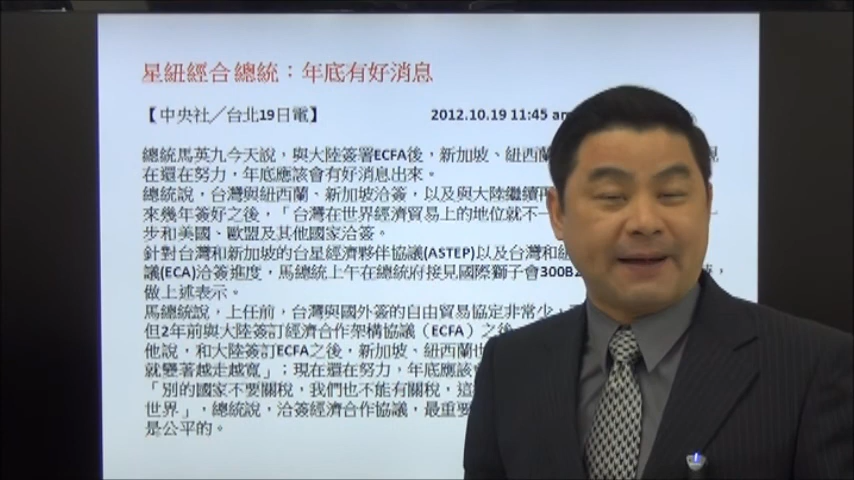 星紐經合 總統：年底有好消息
【中央社／台北19日電】 2012.10.19 11:45 am
總統馬英九今天說，與大陸簽署ECFA後，新加坡、紐西蘭 現
在還在努力，年底應該會有好消息出來。
總統說，台灣與紐西蘭、新加坡洽簽，以及與大陸繼續
來幾年簽好之後，「台灣在世界經濟貿易上的地位就不一
步和美國、歐盟及其他國家洽簽。
針對台灣和新加坡的台星經濟夥伴協議(ASTEP)以及台灣和紐
議(ECA)洽簽進度，馬總統上午在總統府接見國際獅子會300B2
做上述表示。
馬總統說，上任前，台灣與國外簽的自由貿易協定非常少，
但2年前與大陸簽訂經濟合作架構協議（ECFA）之後，
他說，和大陸簽訂ECFA之後，新加坡、紐西蘭也
就變著越走越寬」；現在還在努力，年底應該會
「別的國家不要關稅，我們也不能有關稅，這
世界」，總統說，洽簽經濟合作協議，最重要
是公平的。